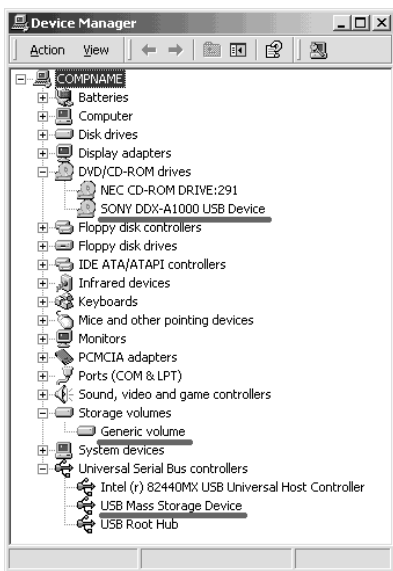 Device Manager
Action View
COMPNAME
Batteries
Computer
Disk drives
Display adapters
DVD/CD-ROM drives
NEC CD-ROM DRIVE:291
SONY DDX-A1000 USB Device
Floppy disk controllers
Floppy disk drives
IDE ATA/ATAPI controllers
Infrared devices
Keyboards
Mice and other pointing devices
Monitors
PCMCIA adapters
Ports (COM & LPT)
Sound, video and game controllers
Storage volumes
Generic volume
System devices
Universal Serial Bus controllers
Intel (r) 82440MX USB Universal Host Controller
USB Mass Storage Device
USB Root Hub